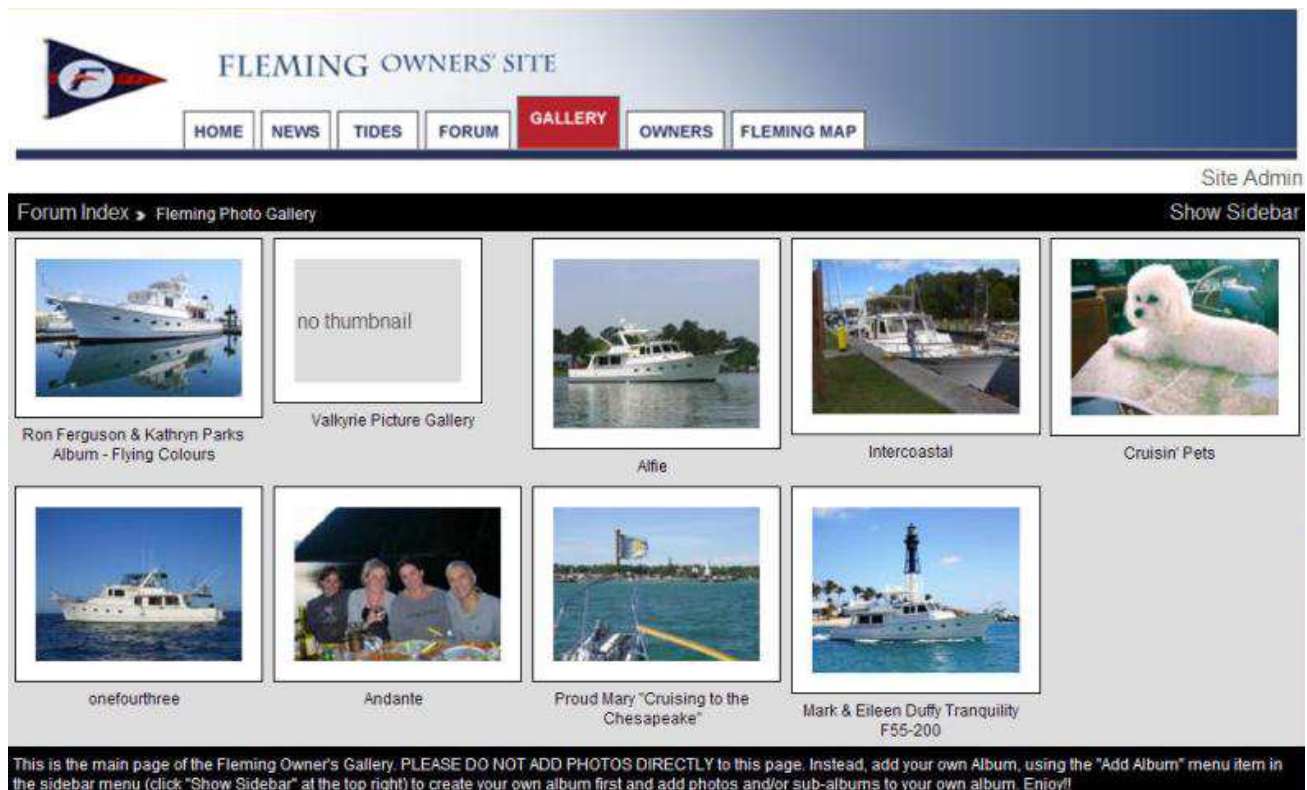 FLEMING OWNERS' SITE
HOME NEWS TIDES FORUM GALLERY OWNERS FLEMING MAP
Site Admin
Forum Index Fleming Photo Gallery Show Sidebar
no thumbnail
Ron Ferguson & Kathryn Parks
Album - Flying Colours
Valkyrie Picture Gallery
Alfie
Intercoastal
Cruisin' Pets
onefourthree
Andante
Proud Mary "Cruising to the
Chesapeake"
Mark & Eileen Duffy Tranquility
F55-200
This is the main page of the Fleming Owner's Gallery. PLEASE DO NOT ADD PHOTOS DIRECTLY to this page. Instead, add your own Album, using the "Add Album" menu item in
the sidebar menu (click "Show Sidebar" at the top right) to create your own album first and add photos and/or sub-albums to your own album. Enjoy!!